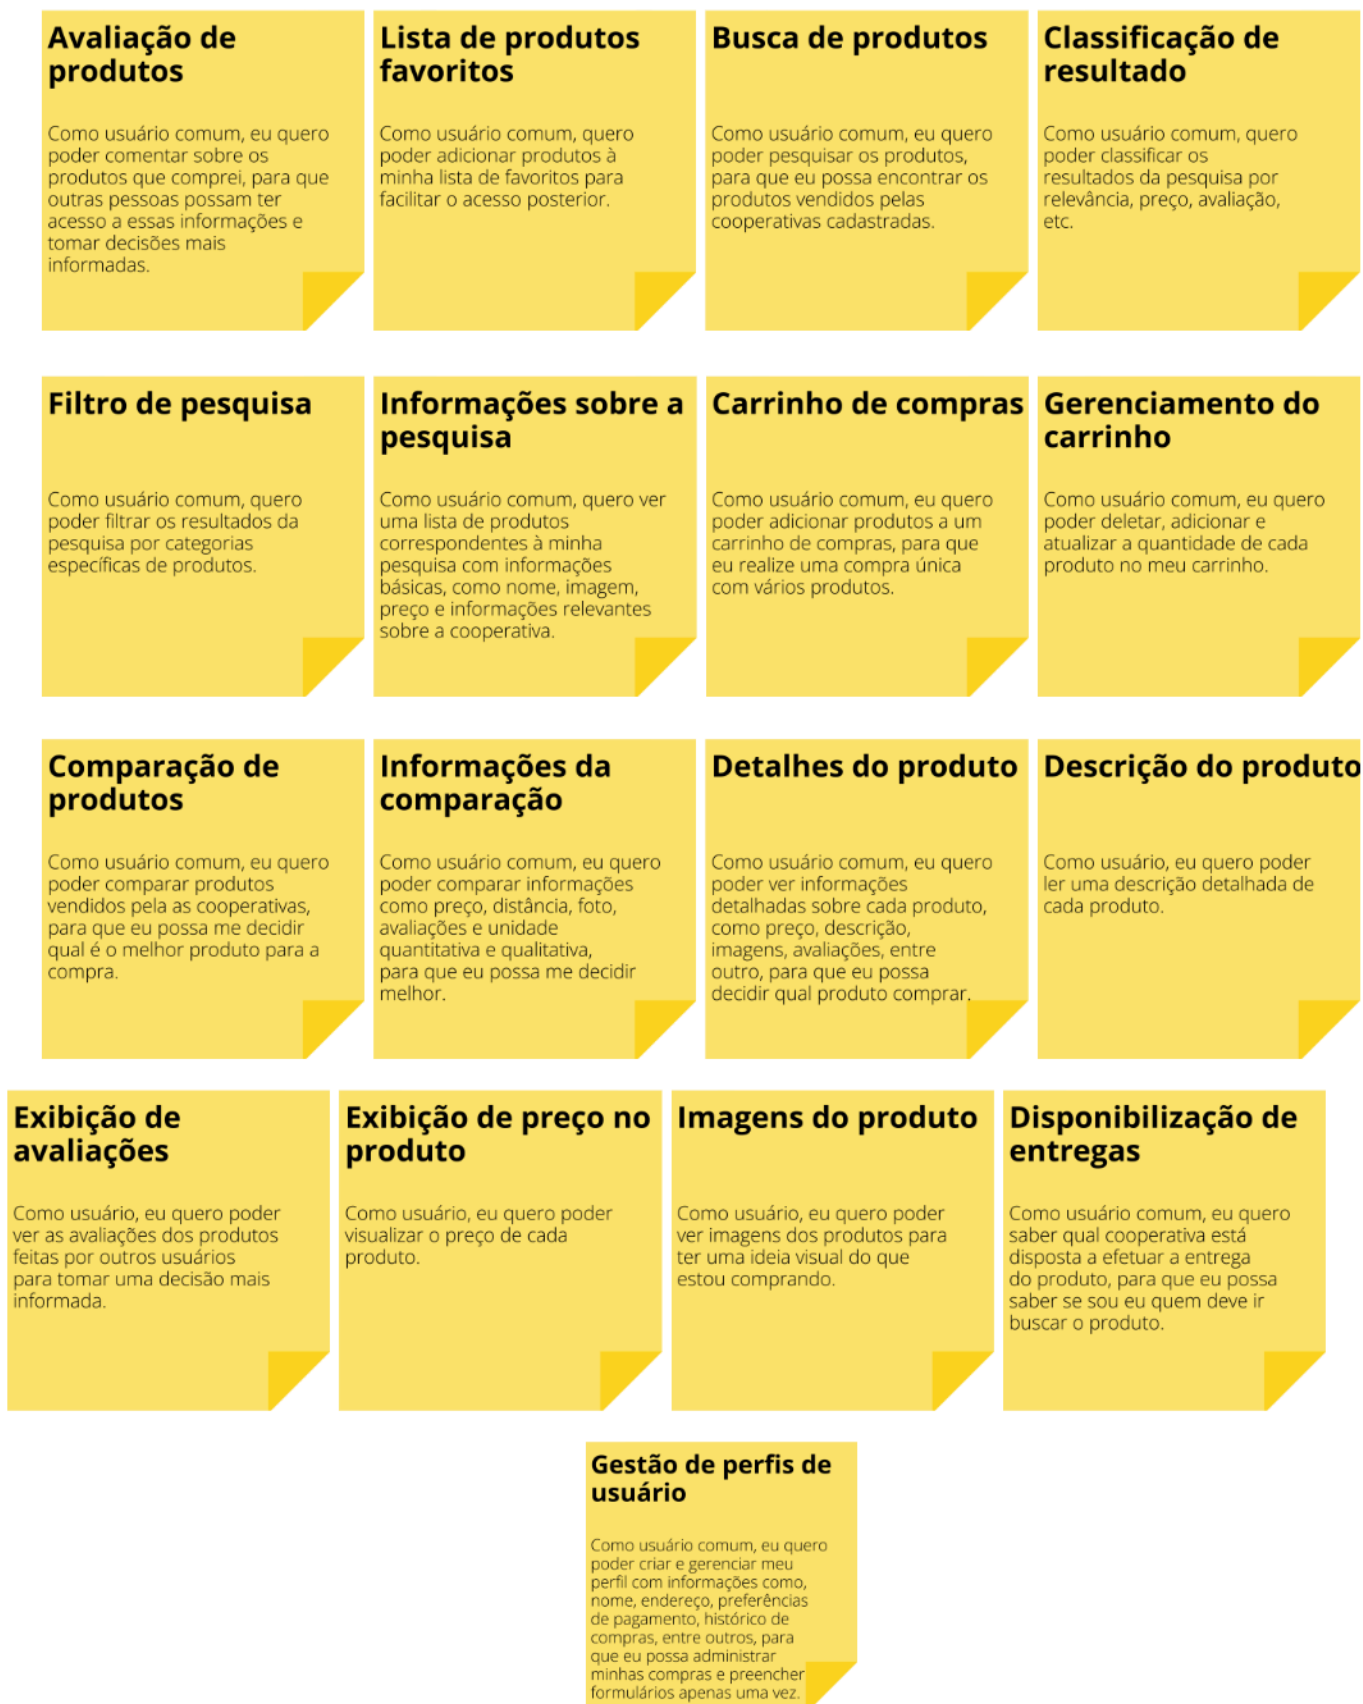 Avaliação de
produtos
Como usuário comum, eu quero
poder comentar sobre os
produtos que comprei, para que
outras pessoas possam ter
acesso a essas informações e
tomar decisões mais
informadas.
Lista de produtos
favoritos
Como usuário comum, quero
poder adicionar produtos à
minha lista de favoritos para
facilitar o acesso posterior.
Busca de produtos
Como usuário comum, eu quero
poder pesquisar os produtos,
para que eu possa encontrar os
produtos vendidos pelas
cooperativas cadastradas.
Classificação de
resultado
Como usuário comum, quero
poder classificar os
resultados da pesquisa por
relevância, preço, avaliação,
etc.
Filtro de pesquisa
Como usuário comum, quero
poder filtrar os resultados da
pesquisa por categorias
específicas de produtos.
Informações sobre a
pesquisa
Como usuário comum, quero ver
uma lista de produtos
correspondentes à minha
pesquisa com informações
básicas, como nome, imagem,
preço e informações relevantes
sobre a cooperativa.
Carrinho de compras
Como usuário comum, eu quero
poder adicionar produtos a um
carrinho de compras, para que
eu realize uma compra única
com vários produtos.
Gerenciamento do
carrinho
Como usuário comum, eu quero
poder deletar, adicionar e
atualizar a quantidade de cada
produto no meu carrinho.
Comparação de
produtos
Como usuário comum, eu quero
poder comparar produtos
vendidos pela as cooperativas,
para que eu possa me decidir
qual é o melhor produto para a
compra.
Informações da
comparação
Como usuário comum, eu quero
poder comparar informações
como preço, distância, foto,
avaliações e unidade
quantitativa e qualitativa,
para que eu possa me decidir
melhor.
Detalhes do produto
Como usuário comum, eu quero
poder ver informações
detalhadas sobre cada produto,
como preço, descrição,
imagens, avaliações, entre
outro, para que eu possa
decidir qual produto comprar.
Descrição do produto
Como usuário, eu quero poder
ler uma descrição detalhada de
cada produto.
Exibição de
avaliações
Como usuário, eu quero poder
ver as avaliações dos produtos
feitas por outros usuários
para tomar uma decisão mais
informada.
Exibição de preço no
produto
Como usuário, eu quero poder
visualizar o preço de cada
produto.
Imagens do produto
Como usuário, eu quero poder
ver imagens dos produtos para
ter uma ideia visual do que
estou comprando.
Disponibilização de
entregas
Como usuário comum, eu quero
saber qual cooperativa está
disposta a efetuar a entrega
do produto, para que eu possa
saber se sou eu quem deve ir
buscar o produto.
Gestão de perfis de
usuário
Como usuário comum, eu quero
poder criar e gerenciar meu
perfil com informações como,
nome, endereço, preferências
de pagamento, histórico de
compras, entre outros, para
que eu possa administrar
minhas compras e preencher
formulários apenas uma vez.